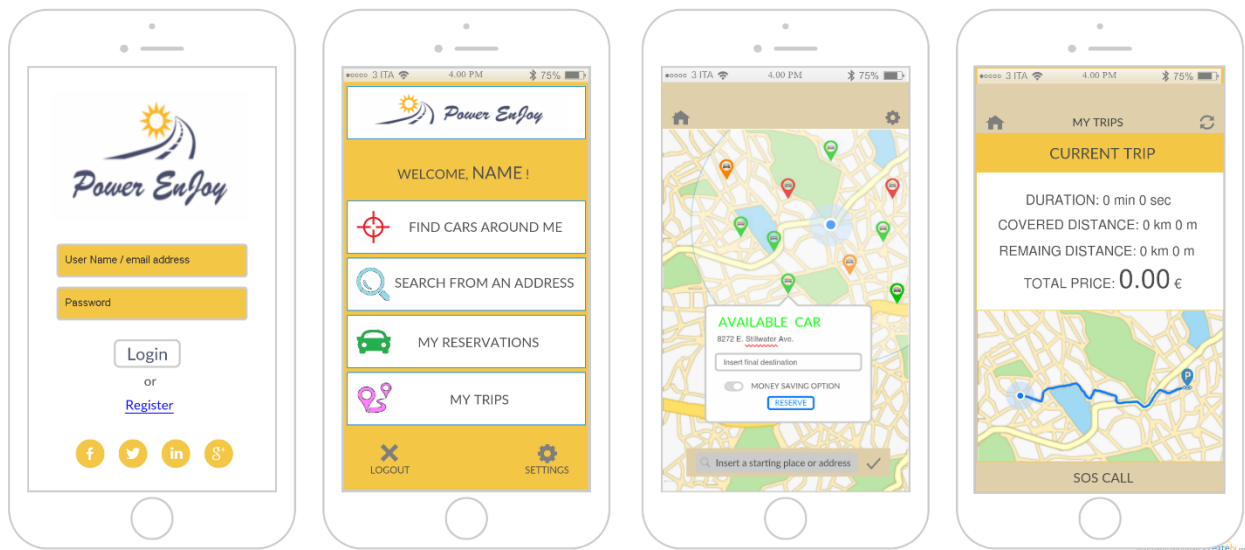 Power EnJoy
User Name / email address
Password
Login
or
Register
f
in
g+
3 ITA 4.00 PM 75%
Power EnJoy
WELCOME, NAME !
FIND CARS AROUND ME
SEARCH FROM AN ADDRESS
MY RESERVATIONS
MY TRIPS
LOGOUT
SETTINGS
3 ITA 4.00 PM 75%
AVAILABLE CAR
8272 E. Stillwater Ave.
Insert final destination
MONEY SAVING OPTION
RESERVE
Insert a starting place or address
3 ITA 4.00 PM 75%
MY TRIPS
CURRENT TRIP
DURATION: 0 min 0 sec
COVERED DISTANCE: 0 km 0 m
REMAING DISTANCE: 0 km 0 m
TOTAL PRICE: 0.00 €
P
SOS CALL